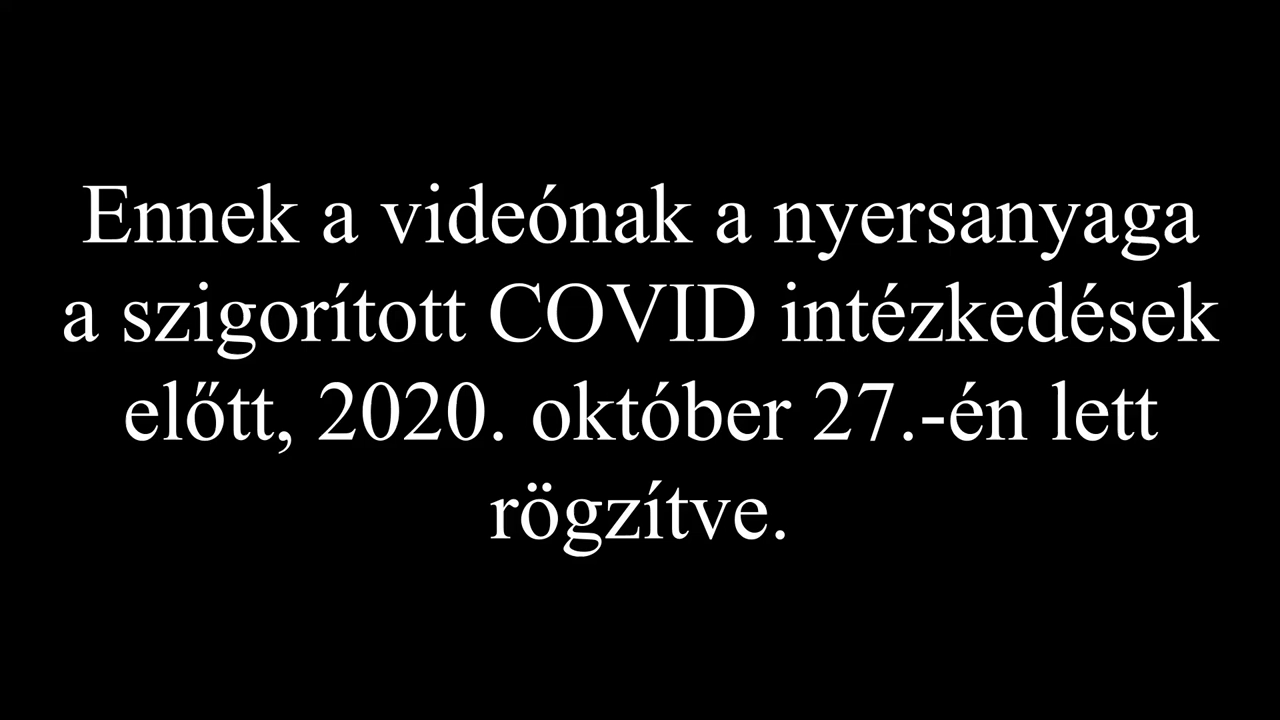 Ennek a videónak a nyersanyaga
a szigorított COVID intézkedések
előtt, 2020. október 27.-én lett
rögzítve.